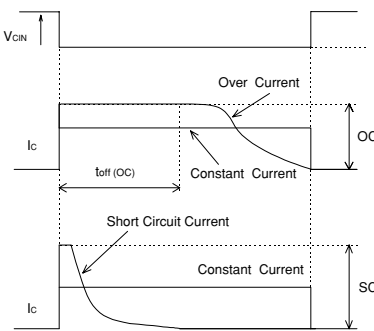 VCIN
Over Current
OC
IC
Constant Current
toff (OC)
Short Circuit Current
Constant Current
SC
IC